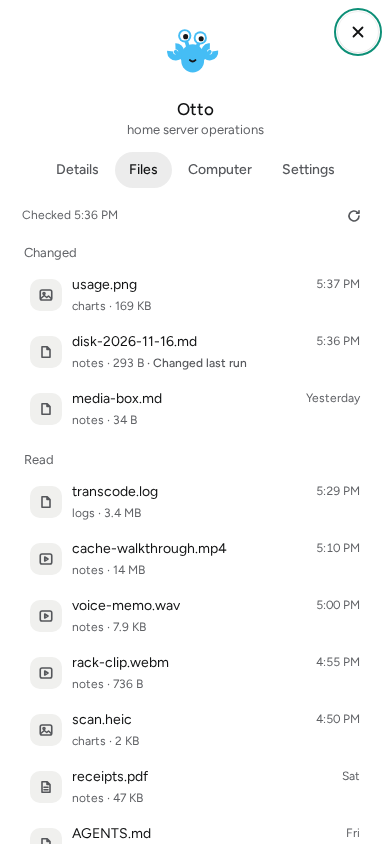 Otto
home server operations
Details Files Computer Settings
Checked 5:36 PM
Changed
usage.png 5:37 PM
charts · 169 KB
disk-2026-11-16.md 5:36 PM
notes · 293 B · Changed last run
media-box.md Yesterday
notes · 34 B
Read
transcode.log 5:29 PM
logs · 3.4 MB
cache-walkthrough.mp4 5:10 PM
notes · 14 MB
voice-memo.wav 5:00 PM
notes · 7.9 KB
rack-clip.webm 4:55 PM
notes · 736 B
scan.heic 4:50 PM
charts · 2 KB
receipts.pdf Sat
notes · 47 KB
AGENTS.md Fri